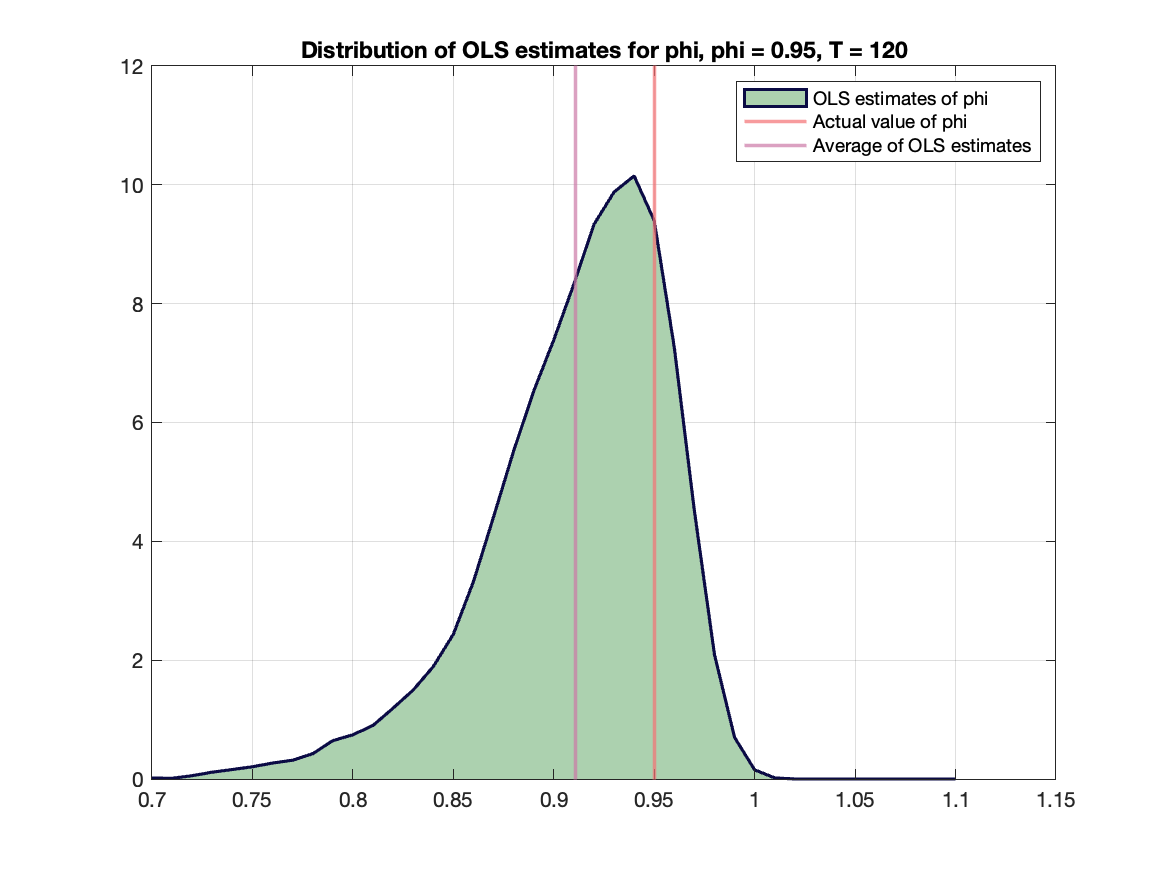 Distribution of OLS estimates for phi, phi = 0.95, T = 120
12
10
8
6
4
2
0
OLS estimates of phi
Actual value of phi
Average of OLS estimates
0.7 0.75 0.8 0.85 0.9 0.95 1 1.05 1.1 1.15